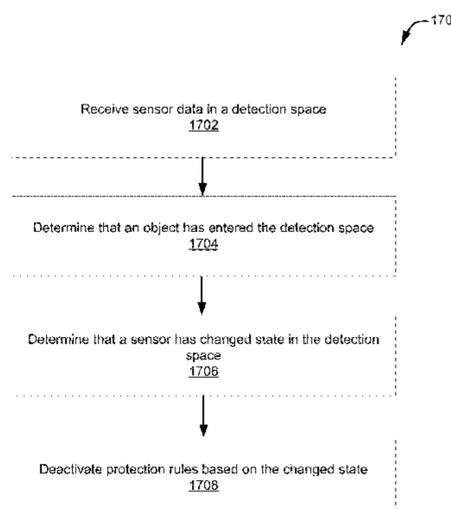 170
Receive sensor data in a detection space
1702
Determine that an object has entered the detection space
1704
Determine that a sensor has changed state in the detection
space
1706
Deactivate protection rules based on the changed state
1708